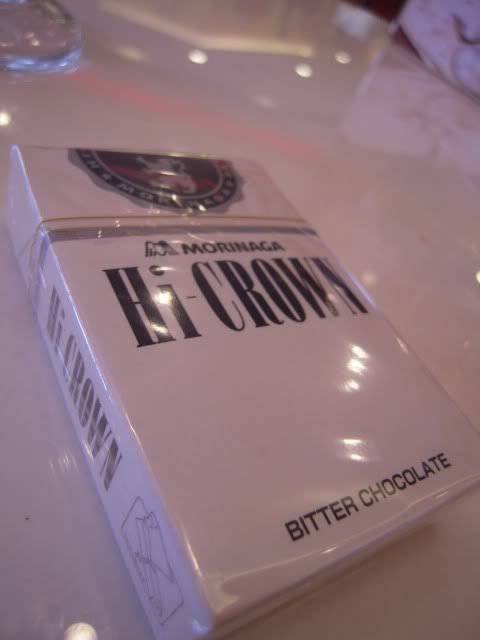 MORINAGA
Hi-CROWN
BITTER CHOCOLATE
Hi-CROWN